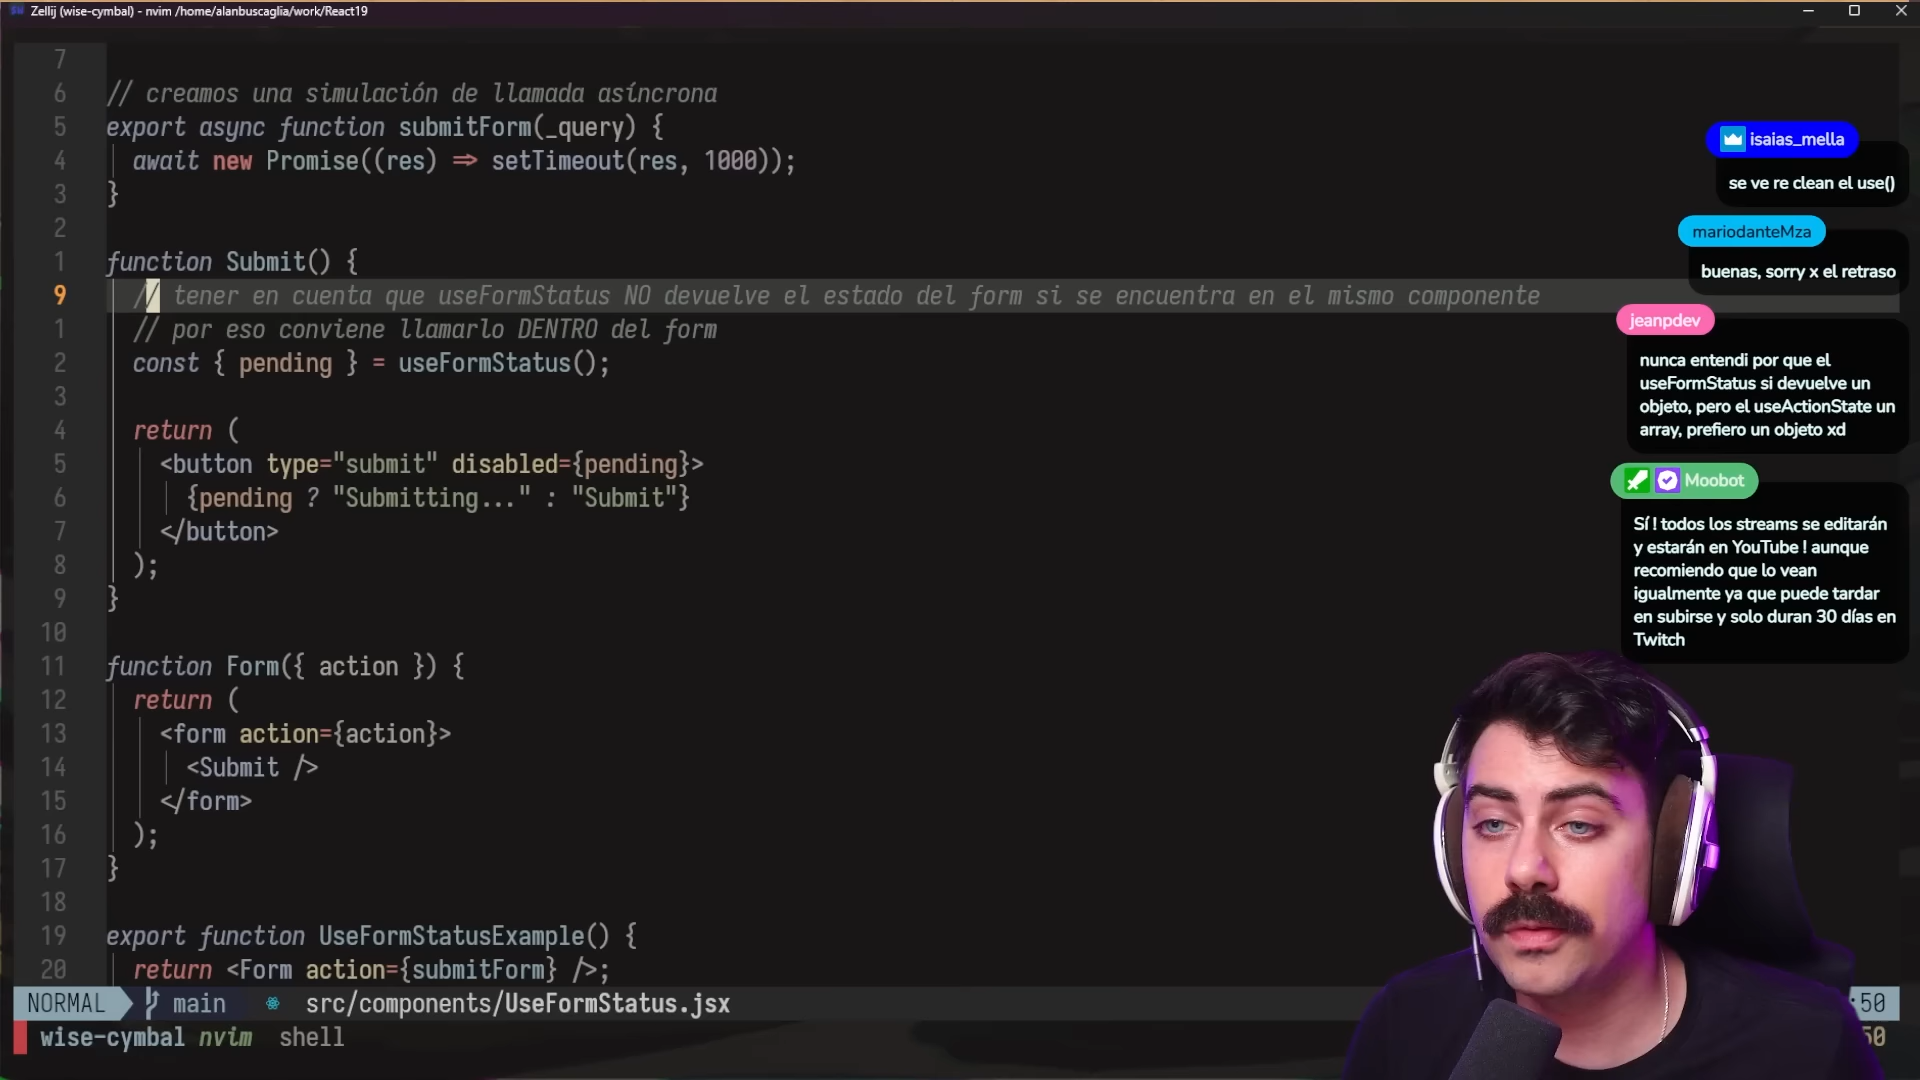 Zellij (wise-cymbal) - nvim /home/alanbuscaglia/work/React19
7
6 // creamos una simulación de llamada asíncrona
5 export async function submitForm(_query) {
4 await new Promise((res) => setTimeout(res, 1000));
3 }
2
1 function Submit() {
9 // tener en cuenta que useFormStatus NO devuelve el estado del form si se encuentra en el mismo componente
1 // por eso conviene llamarlo DENTRO del form
2 const { pending } = useFormStatus();
3
4 return (
5 <button type="submit" disabled={pending}>
6 {pending ? "Submitting..." : "Submit"}
7 </button>
8 );
9 }
10
11 function Form({ action }) {
12 return (
13 <form action={action}>
14 <Submit />
15 </form>
16 );
17 }
18
19 export function UseFormStatusExample() {
20 return <Form action={submitForm} />;
NORMAL main src/components/UseFormStatus.jsx :50
wise-cymbal nvim shell 50
isaias_mella
se ve re clean el use()
mariodanteMza
buenas, sorry x el retraso
jeanpdev
nunca entendi por que el
useFormStatus si devuelve un
objeto, pero el useActionState un
array, prefiero un objeto xd
Moobot
Sí ! todos los streams se editarán
y estarán en YouTube ! aunque
recomiendo que lo vean
igualmente ya que puede tardar
en subirse y solo duran 30 días en
Twitch